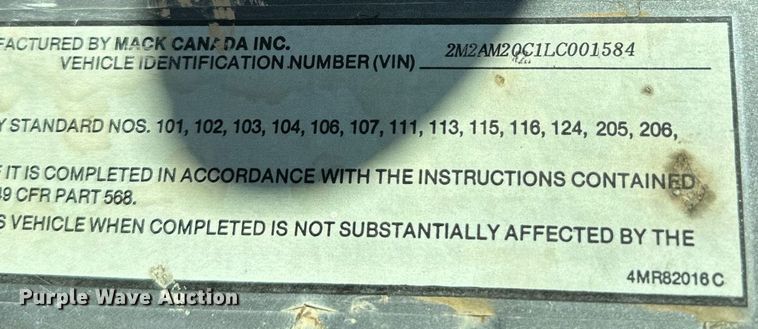 FACTURED BY MACK CANADA INC.
VEHICLE IDENTIFICATION NUMBER (VIN) 2M2AM20C1LC001584
Y STANDARD NOS. 101, 102, 103, 104, 106, 107, 111, 113, 115, 116, 124, 205, 206,
F IT IS COMPLETED IN ACCORDANCE WITH THE INSTRUCTIONS CONTAINED
49 CFR PART 568.
S VEHICLE WHEN COMPLETED IS NOT SUBSTANTIALLY AFFECTED BY THE
4MR82016C
Purple Wave Auction